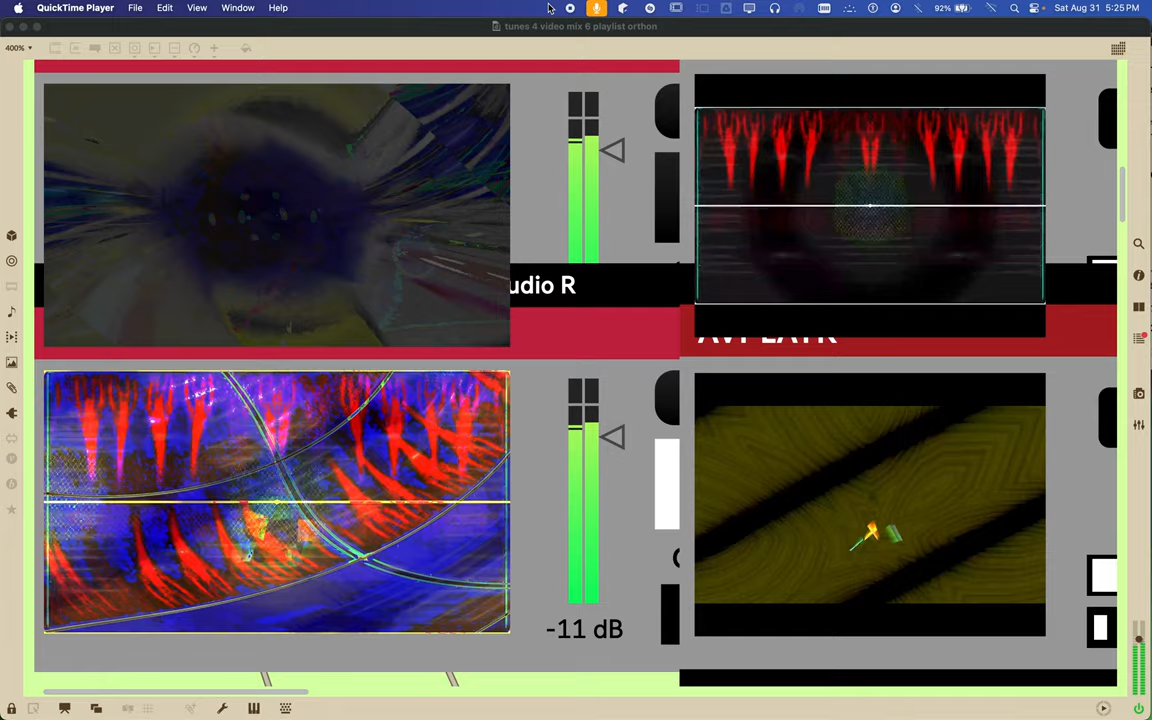 QuickTime Player File Edit View Window Help
92% Sat Aug 31 5:25 PM
tunes 4 video mix 6 playlist orthon
400%
udio R
-11 dB